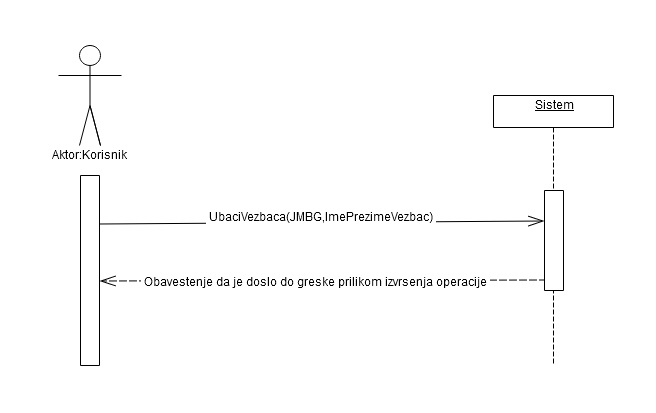 Sistem
Aktor:Korisnik
UbaciVezbaca(JMBG,ImePrezimeVezbac)
Obavestenje da je doslo do greske prilikom izvrsenja operacije